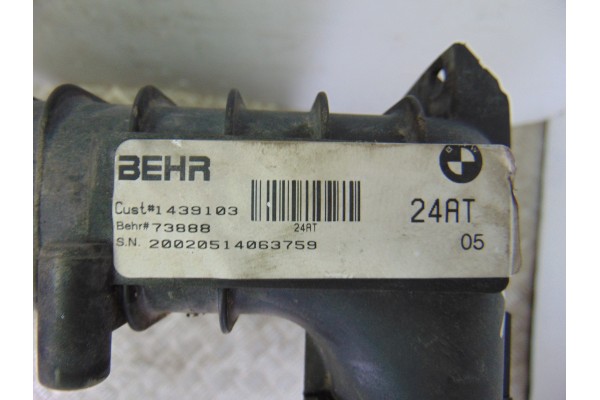 BEHR
Cust#1439103
24AT
Behr#73888
24AT
05
S.N. 20020514063759